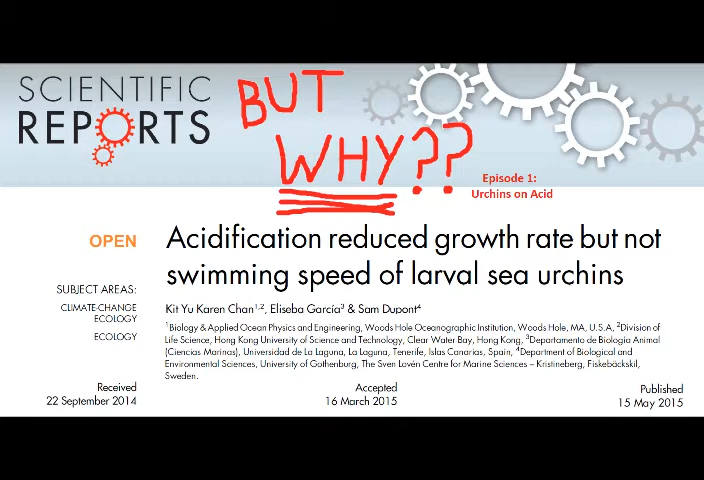 SCIENTIFIC
REPORTS
BUT
WHY??
Episode 1:
Urchins on Acid
OPEN
Acidification reduced growth rate but not
swimming speed of larval sea urchins
SUBJECT AREAS:
CLIMATE-CHANGE
ECOLOGY
ECOLOGY
Kit Yu Karen Chan1,2, Eliseba García3 & Sam Dupont4
1Biology & Applied Ocean Physics and Engineering, Woods Hole Oceanographic Institution, Woods Hole, MA, U.S.A, 2Division of
Life Science, Hong Kong University of Science and Technology, Clear Water Bay, Hong Kong, 3Departamento de Biologia Animal
(Ciencias Marinas), Universidad de La Laguna, La Laguna, Tenerife, Islas Canarias, Spain, 4Department of Biological and
Environmental Sciences, University of Gothenburg, The Sven Lovén Centre for Marine Sciences – Kristineberg, Fiskebäckskil,
Sweden.
Received
22 September 2014
Accepted
16 March 2015
Published
15 May 2015